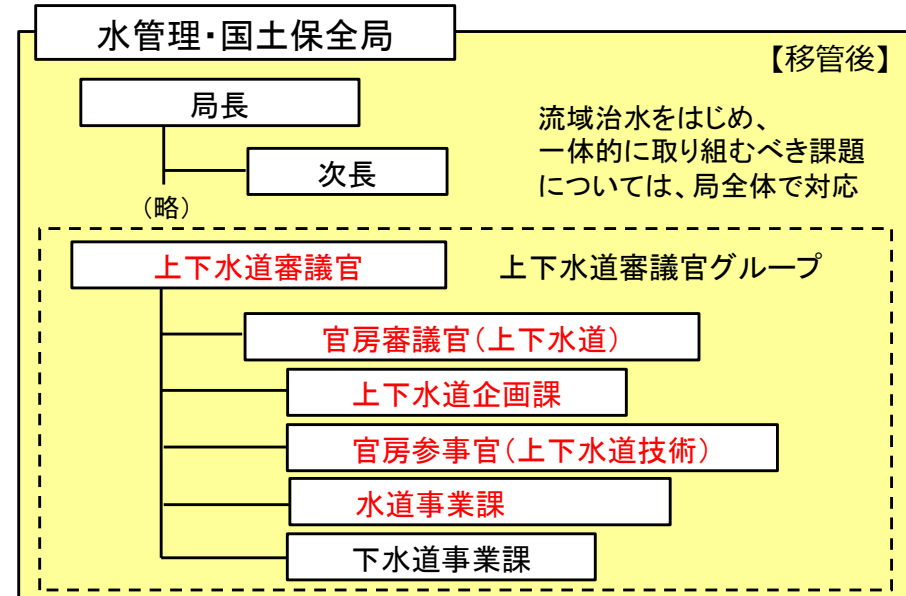 水管理・国土保全局
【移管後】
局長
流域治水をはじめ、
一体的に取り組むべき課題
については、局全体で対応
次長
（略）
上下水道審議官
上下水道審議官グループ
官房審議官（上下水道）
上下水道企画課
官房参事官（上下水道技術）
水道事業課
下水道事業課